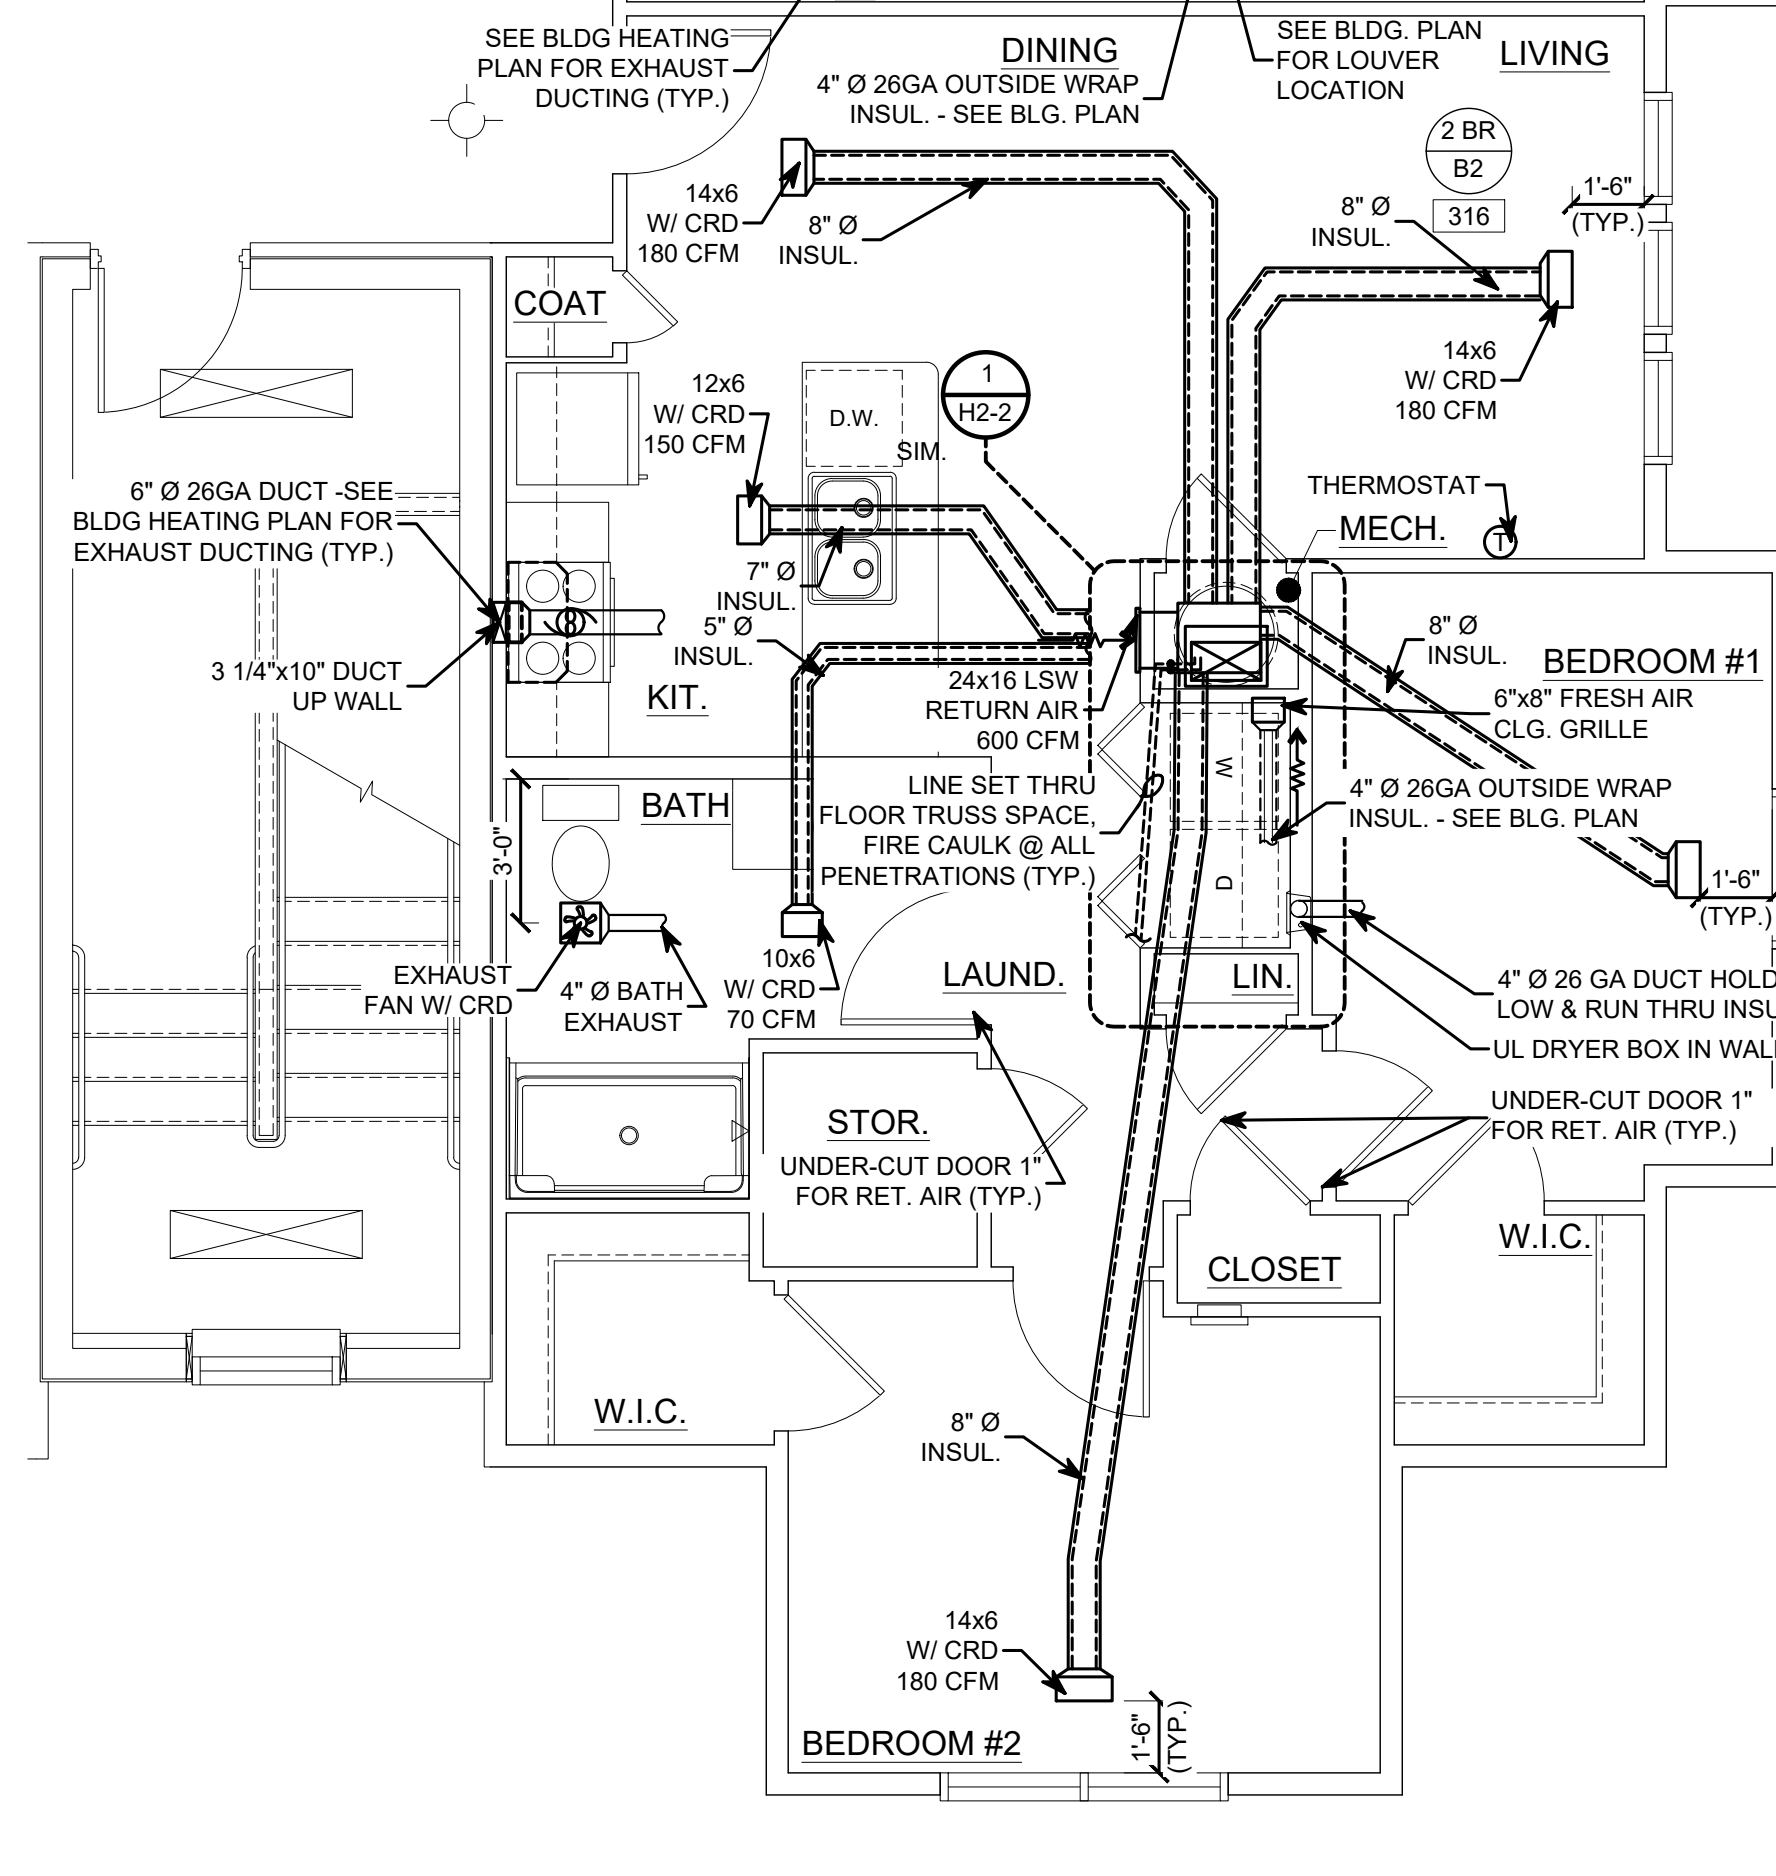 SEE BLDG HEATING
PLAN FOR EXHAUST
DUCTING (TYP.)
DINING
4" Ø 26GA OUTSIDE WRAP
INSUL. - SEE BLG. PLAN
SEE BLDG. PLAN
FOR LOUVER
LOCATION
LIVING
2 BR
B2
316
1'-6"
(TYP.)
14x6
W/ CRD
180 CFM
8" Ø
INSUL.
8" Ø
INSUL.
COAT
14x6
W/ CRD
180 CFM
12x6
W/ CRD
150 CFM
D.W.
SIM.
1
H2-2
6" Ø 26GA DUCT -SEE
BLDG HEATING PLAN FOR
EXHAUST DUCTING (TYP.)
THERMOSTAT
T
MECH.
7" Ø
INSUL.
5" Ø
INSUL.
8
3 1/4"x10" DUCT
UP WALL
KIT.
24x16 LSW
RETURN AIR
600 CFM
8" Ø
INSUL.
BEDROOM #1
6"x8" FRESH AIR
CLG. GRILLE
BATH
3'-0"
LINE SET THRU
FLOOR TRUSS SPACE,
FIRE CAULK @ ALL
PENETRATIONS (TYP.)
W
D
4" Ø 26GA OUTSIDE WRAP
INSUL. - SEE BLG. PLAN
1'-6"
(TYP.)
EXHAUST
FAN W/ CRD
4" Ø BATH
EXHAUST
10x6
W/ CRD
70 CFM
LAUND.
LIN.
4" Ø 26 GA DUCT HOLD
LOW & RUN THRU INSU
UL DRYER BOX IN WAL
STOR.
UNDER-CUT DOOR 1"
FOR RET. AIR (TYP.)
UNDER-CUT DOOR 1"
FOR RET. AIR (TYP.)
W.I.C.
CLOSET
W.I.C.
8" Ø
INSUL.
14x6
W/ CRD
180 CFM
BEDROOM #2
1'-6"
(TYP.)